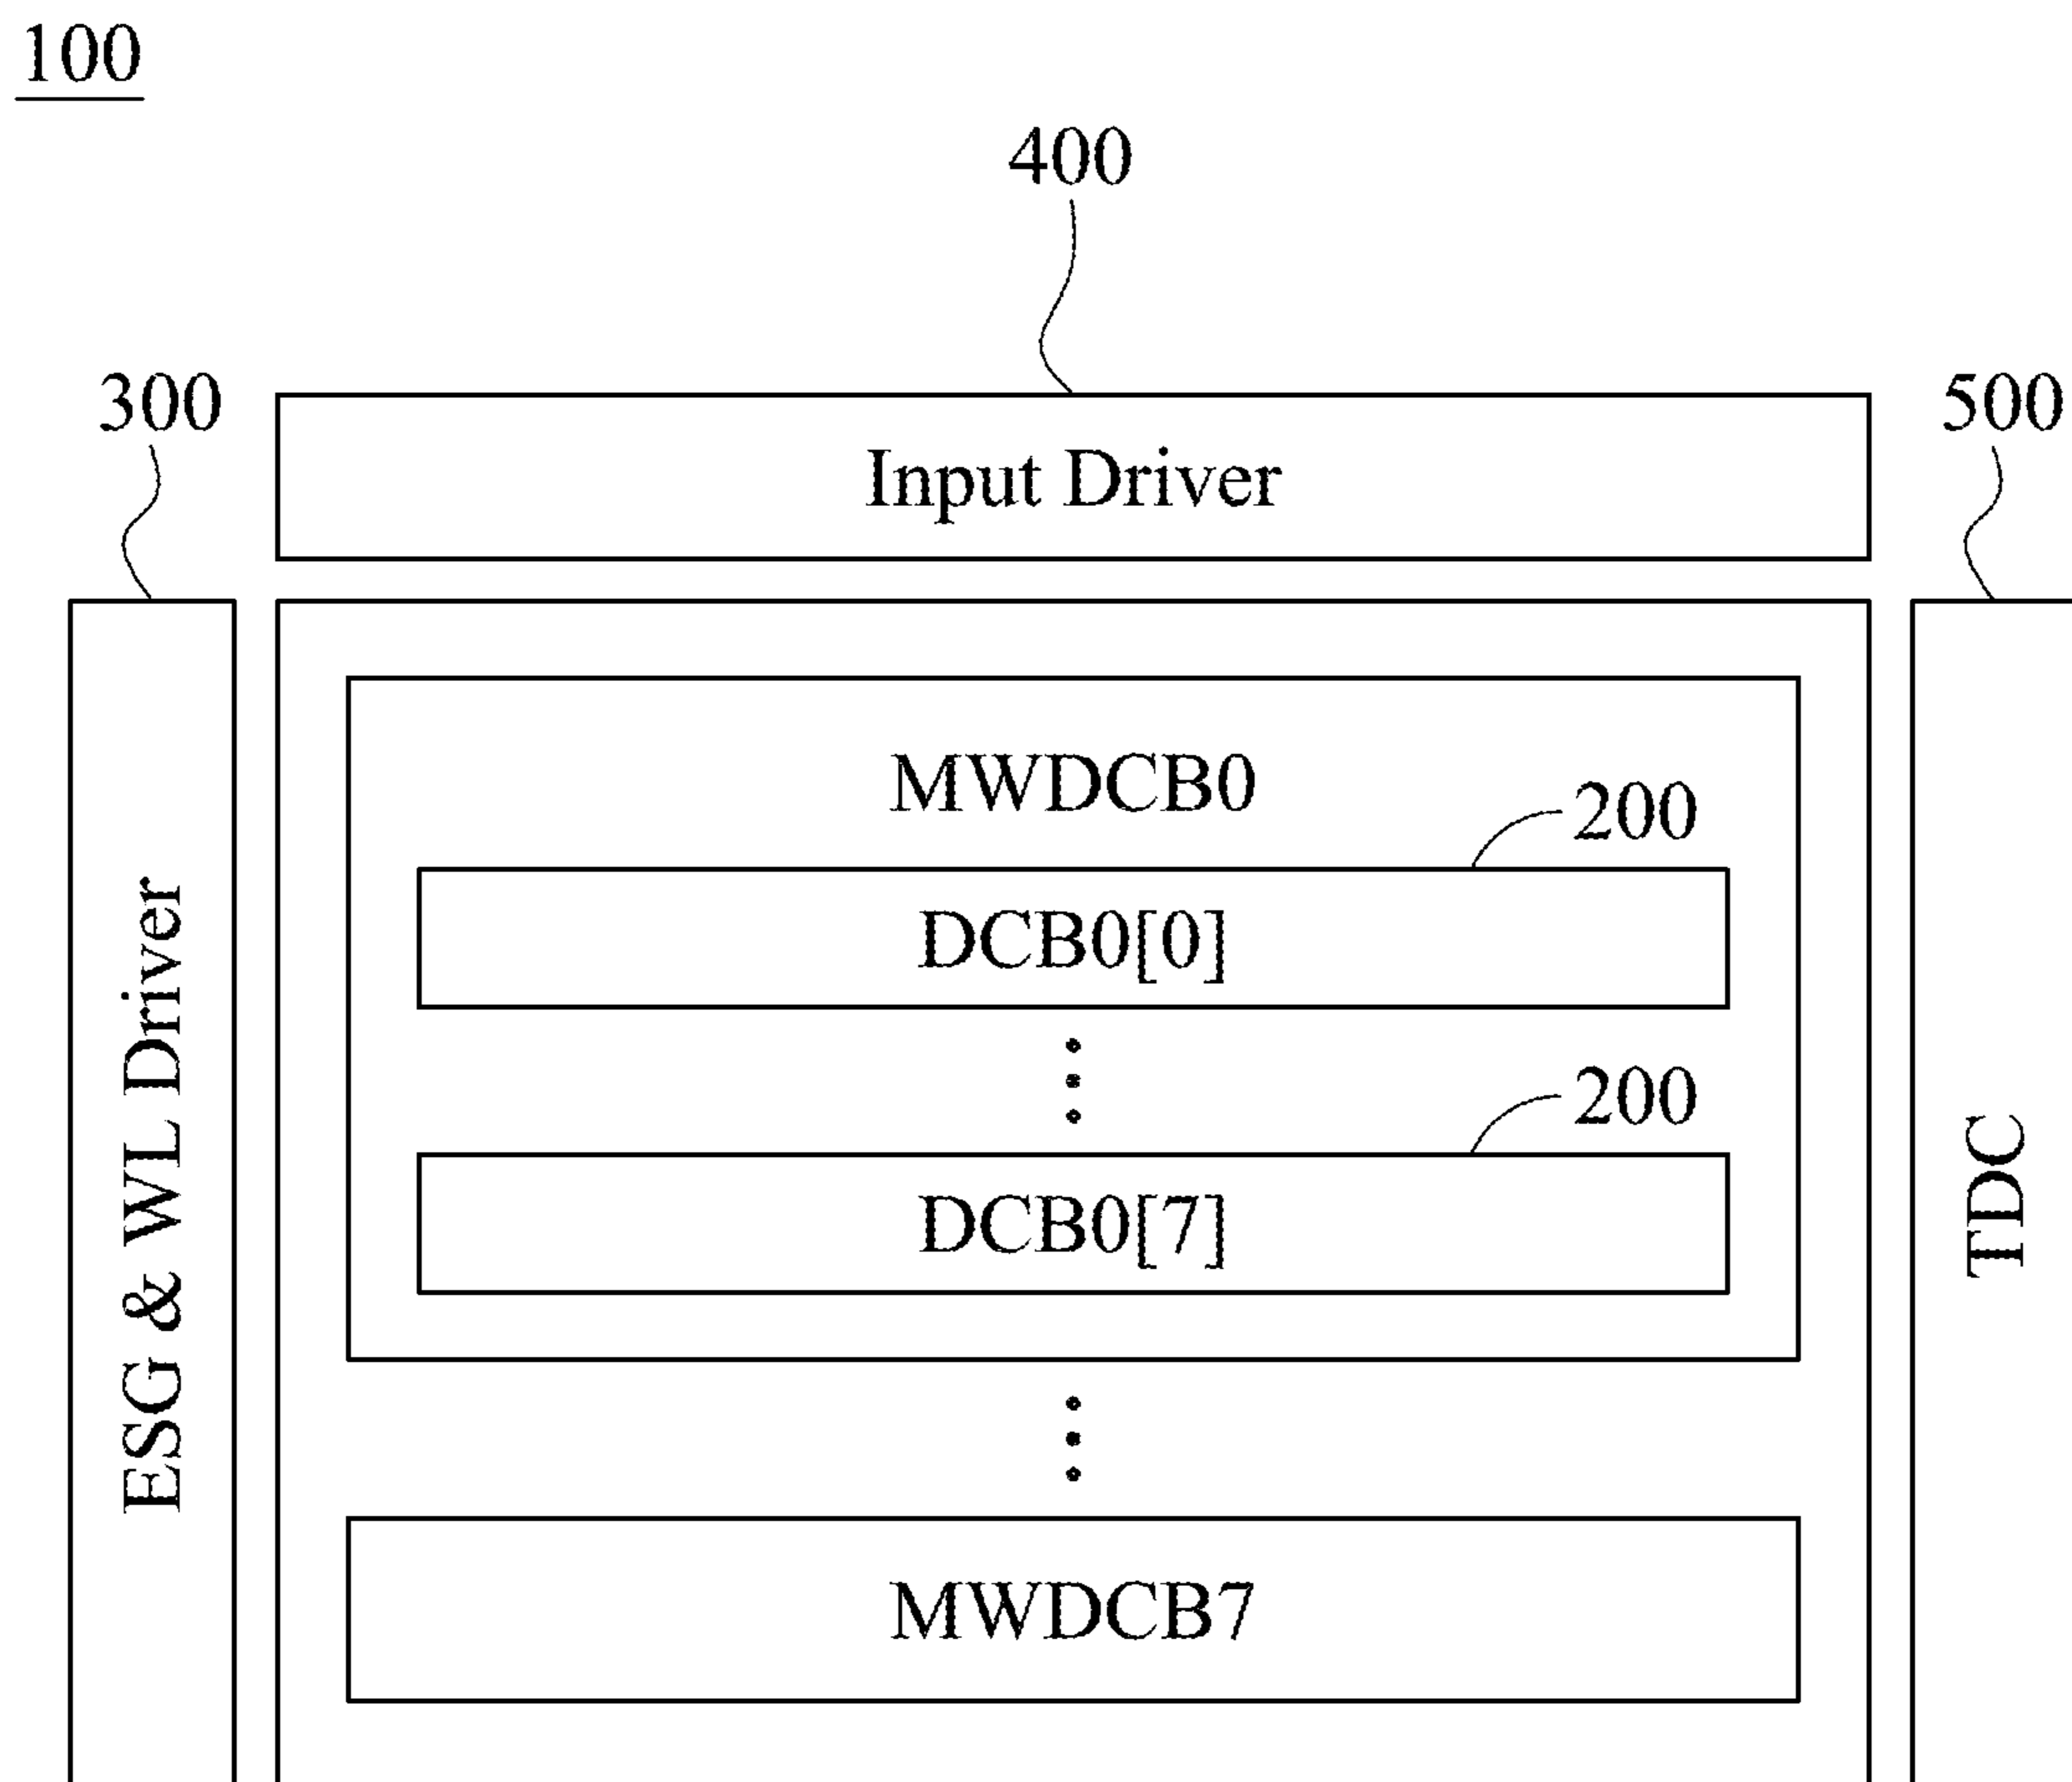 100
400
300
500
Input Driver
MWDCB0
200
DCB0[0]
200
DCB0[7]
MWDCB7
ESG & WL Driver
TDC